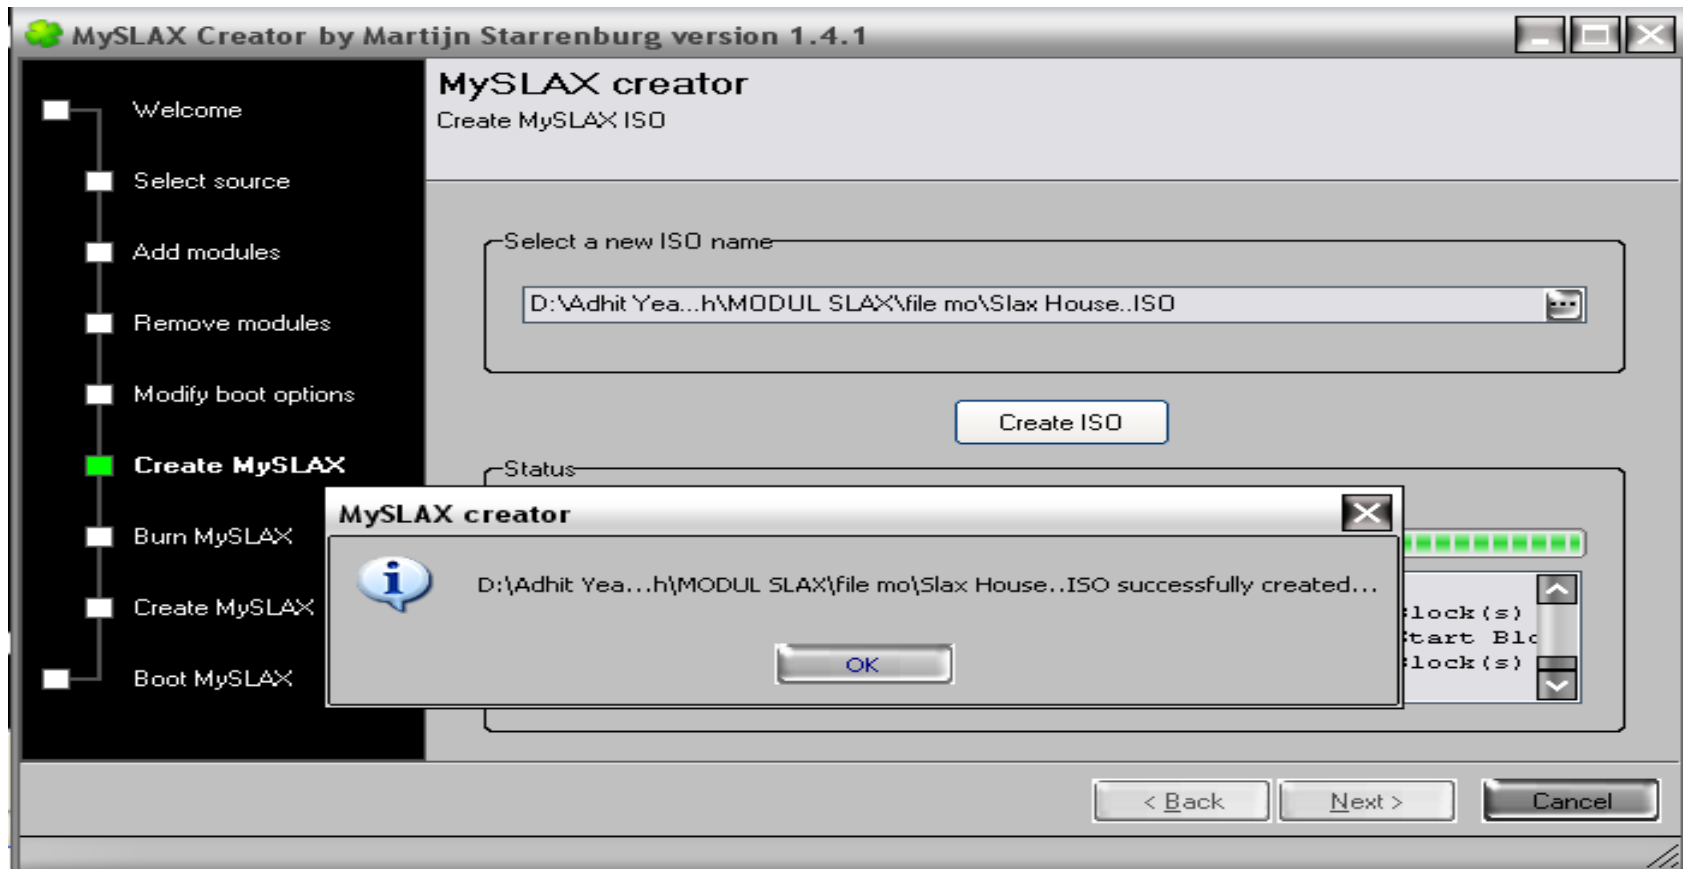 MySLAX Creator by Martijn Starrenburg version 1.4.1
Welcome
Select source
Add modules
Remove modules
Modify boot options
Create MySLAX
Burn MySLAX
Create MySLAX
Boot MySLAX
MySLAX creator
Create MySLAX ISO
Select a new ISO name
D:\Adhit Yea...h\MODUL SLAX\file mo\Slax House..ISO
...
Create ISO
Status
MySLAX creator
D:\Adhit Yea...h\MODUL SLAX\file mo\Slax House..ISO successfully created...
OK
lock(s)
tart Blo
lock(s)
< Back
Next >
Cancel